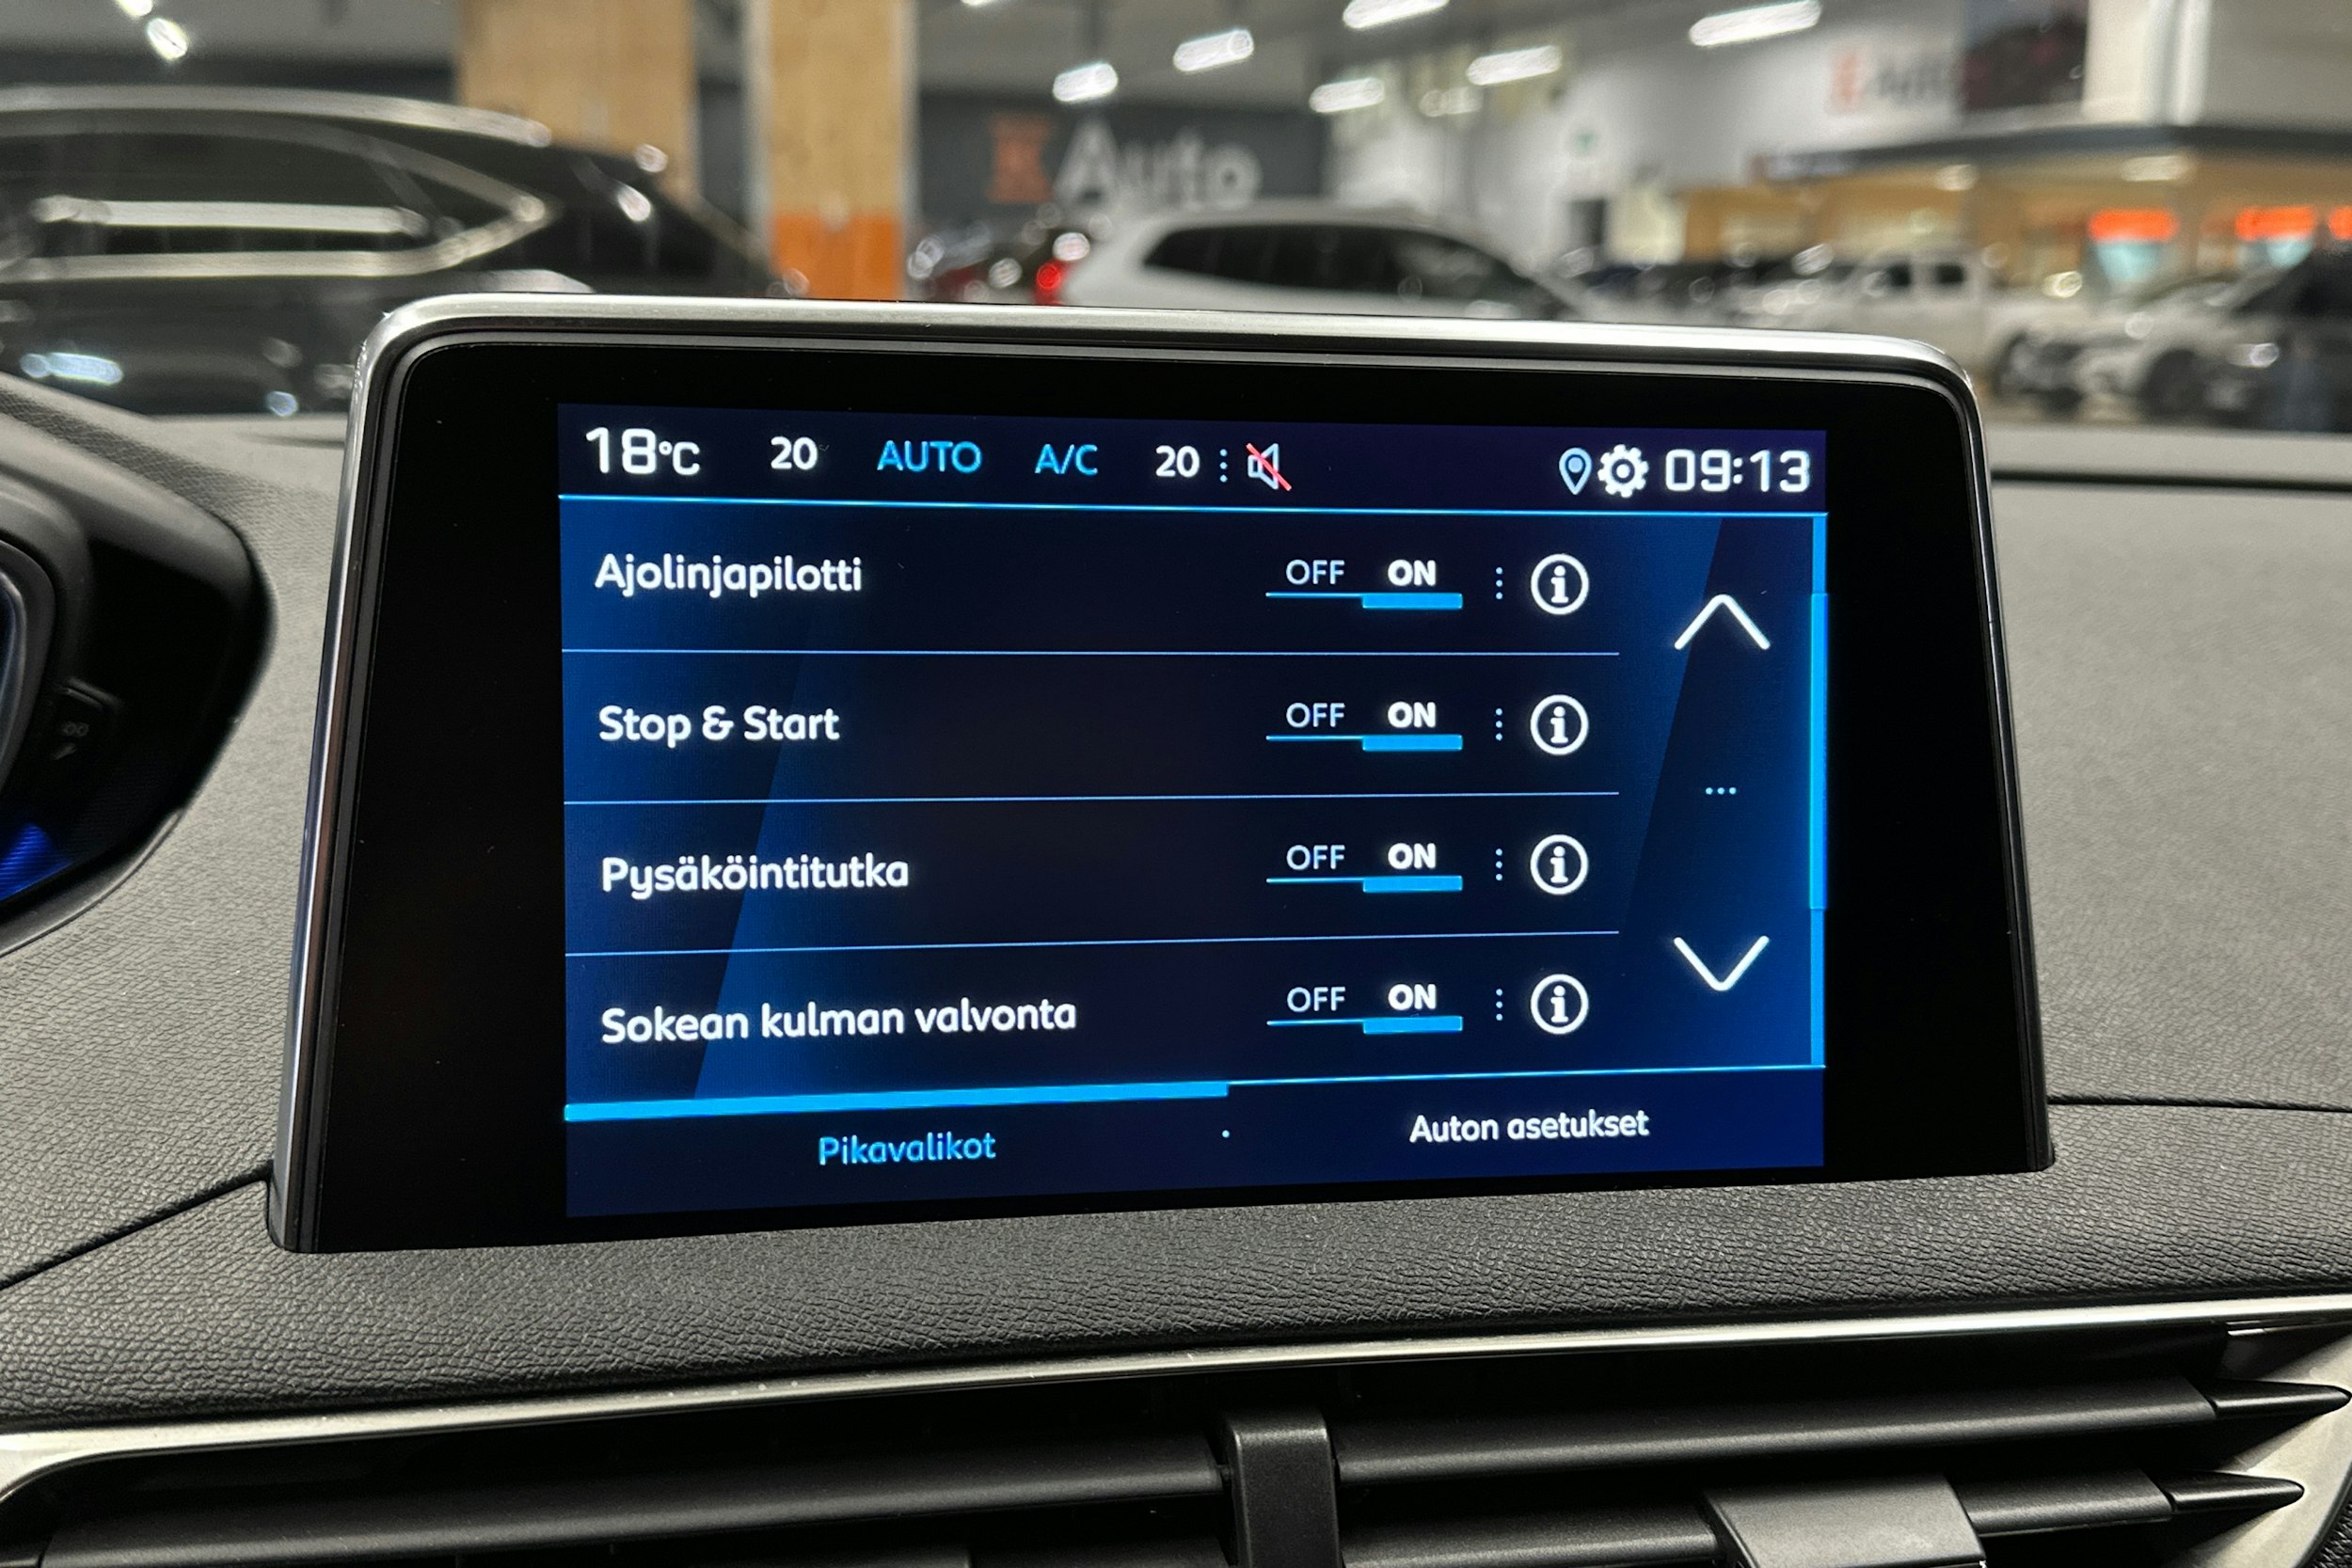 Auto
18°C 20 AUTO A/C 20 09:13
Ajolinjapilotti OFF ON
Stop & Start OFF ON
Pysäköintitutka OFF ON
Sokean kulman valvonta OFF ON
Pikavalikot Auton asetukset